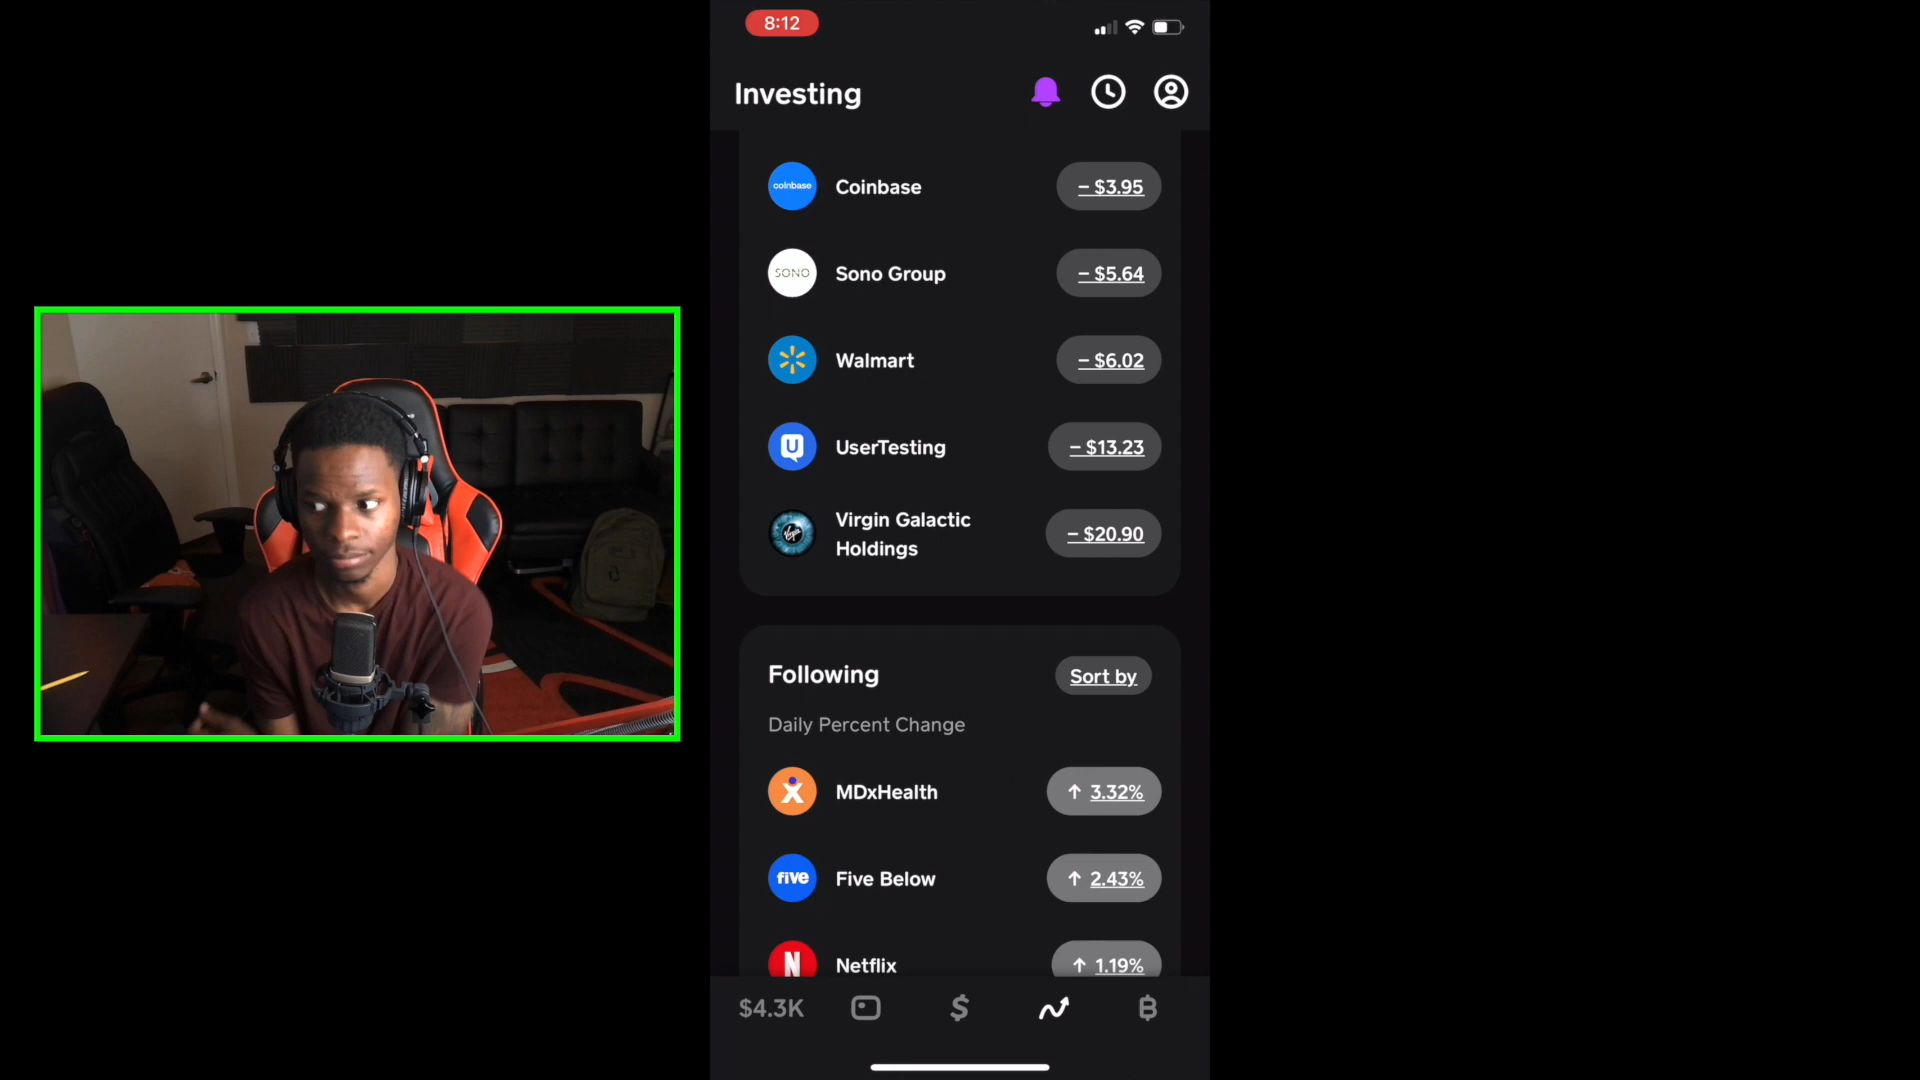 8:12
Investing
coinbase
Coinbase
– $3.95
SONO
Sono Group
– $5.64
Walmart
– $6.02
U
UserTesting
– $13.23
Virgin
Virgin Galactic
Holdings
– $20.90
Following
Sort by
Daily Percent Change
MDxHealth
↑ 3.32%
five
Five Below
↑ 2.43%
N
Netflix
↑ 1.19%
$4.3K